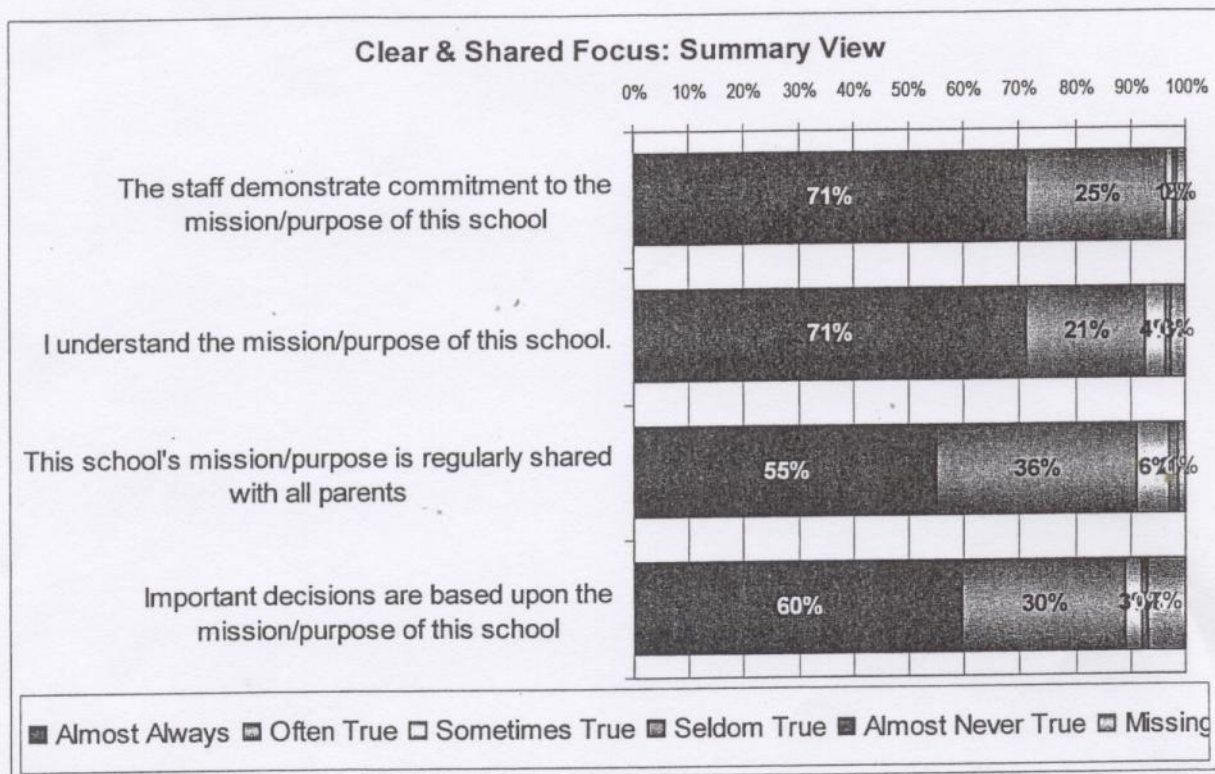 Clear & Shared Focus: Summary View
0% 10% 20% 30% 40% 50% 60% 70% 80% 90% 100%
The staff demonstrate commitment to the
mission/purpose of this school
71% 25%
I understand the mission/purpose of this school.
71% 21%
This school's mission/purpose is regularly shared
with all parents
55% 36%
Important decisions are based upon the
mission/purpose of this school
60% 30%
Almost Always Often True Sometimes True Seldom True Almost Never True Missing